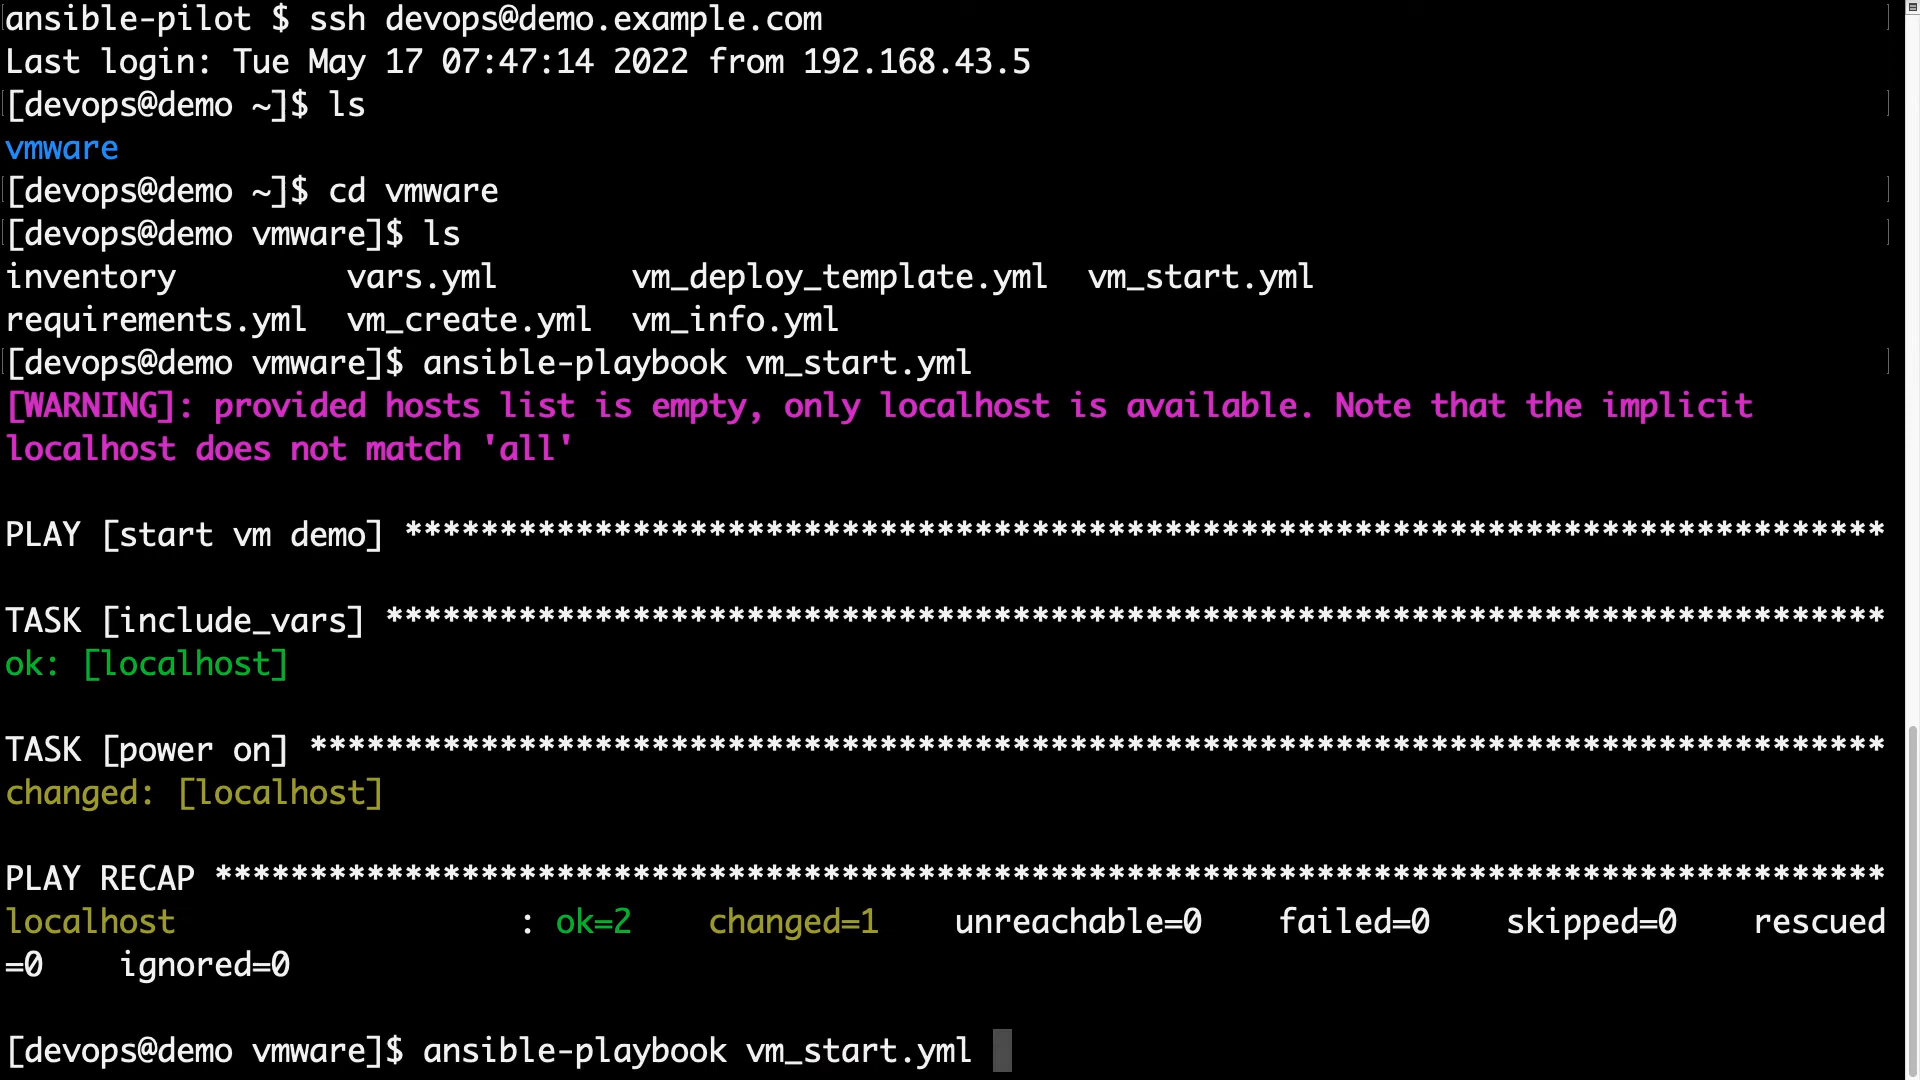 ansible-pilot $ ssh devops@demo.example.com
Last login: Tue May 17 07:47:14 2022 from 192.168.43.5
[devops@demo ~]$ ls
vmware
[devops@demo ~]$ cd vmware
[devops@demo vmware]$ ls
inventory         vars.yml       vm_deploy_template.yml  vm_start.yml
requirements.yml  vm_create.yml  vm_info.yml
[devops@demo vmware]$ ansible-playbook vm_start.yml
[WARNING]: provided hosts list is empty, only localhost is available. Note that the implicit
localhost does not match 'all'
PLAY [start vm demo] ******************************************************************************
TASK [include_vars] *******************************************************************************
ok: [localhost]
TASK [power on] ***********************************************************************************
changed: [localhost]
PLAY RECAP ****************************************************************************************
localhost                  : ok=2    changed=1    unreachable=0    failed=0    skipped=0    rescued
=0    ignored=0
[devops@demo vmware]$ ansible-playbook vm_start.yml